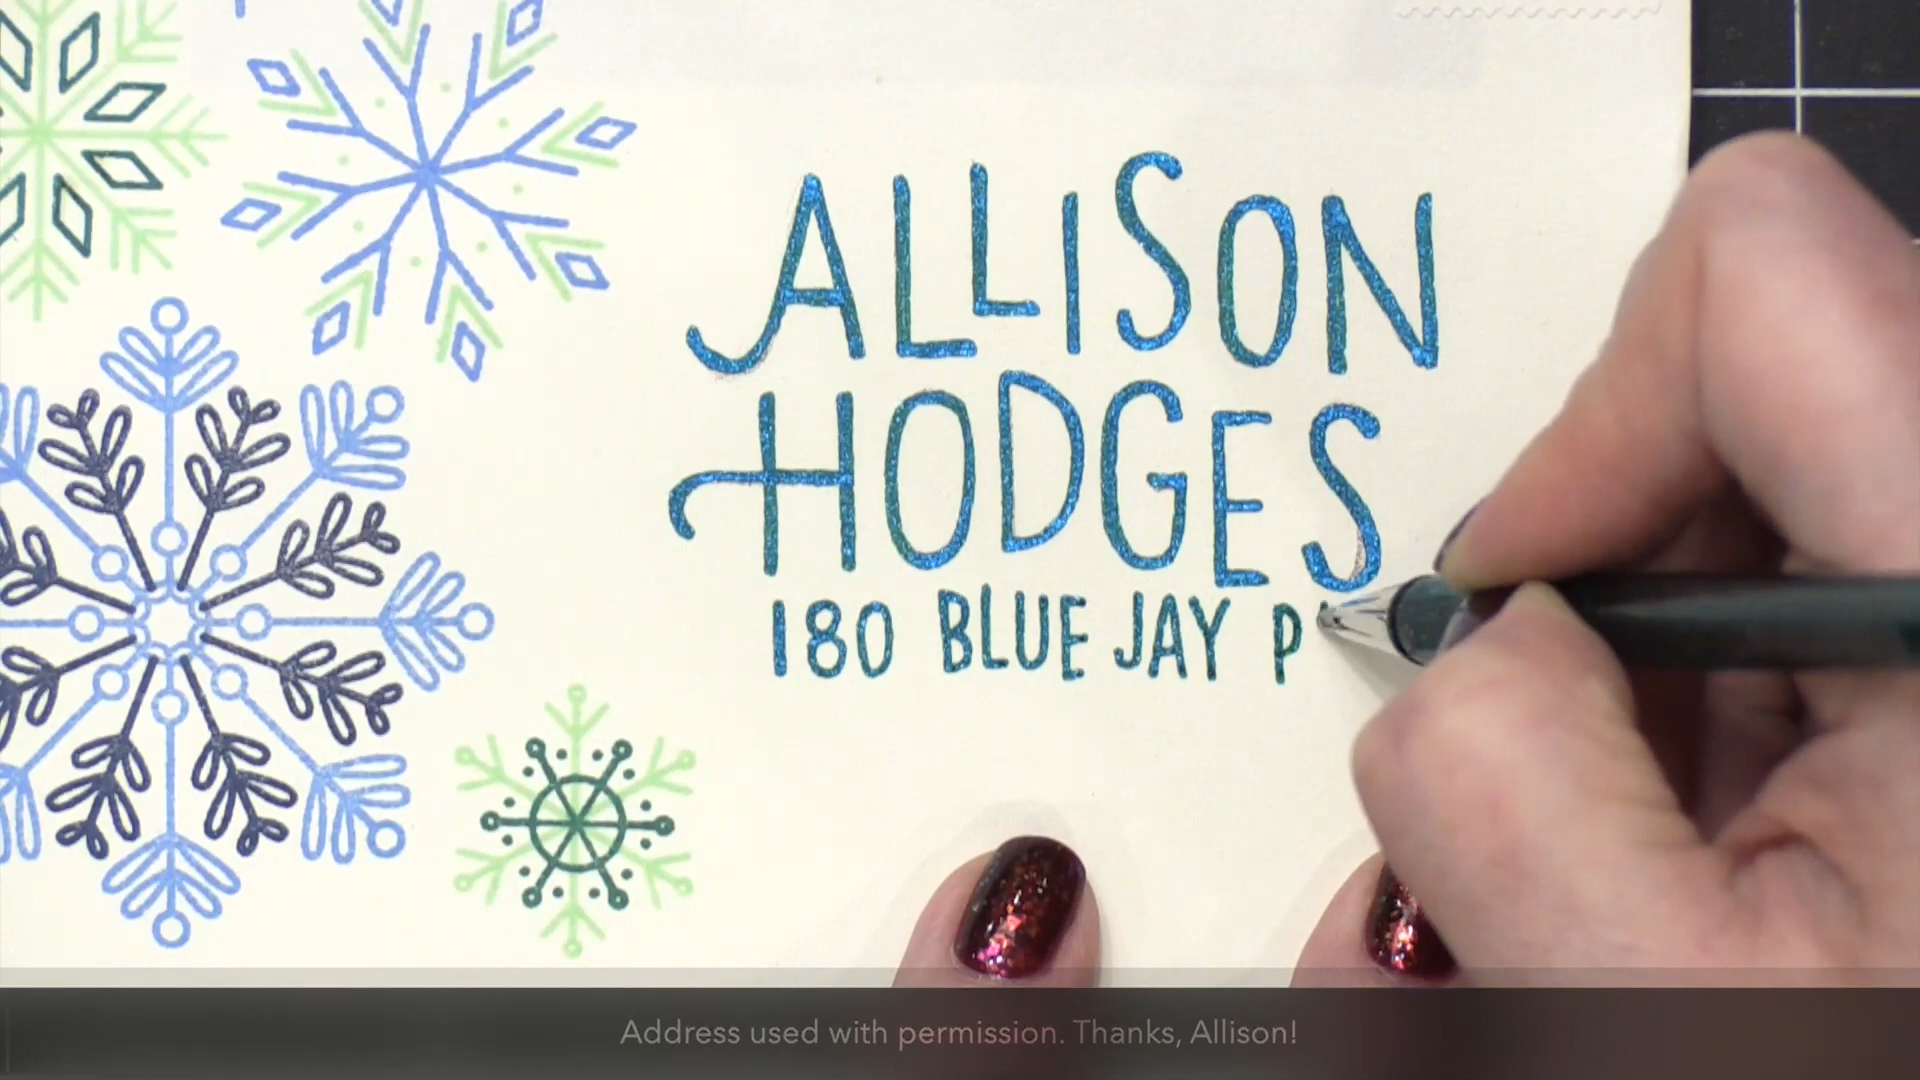 ALLISON
HODGES
180 BLUE JAY P
Address used with permission. Thanks, Allison!